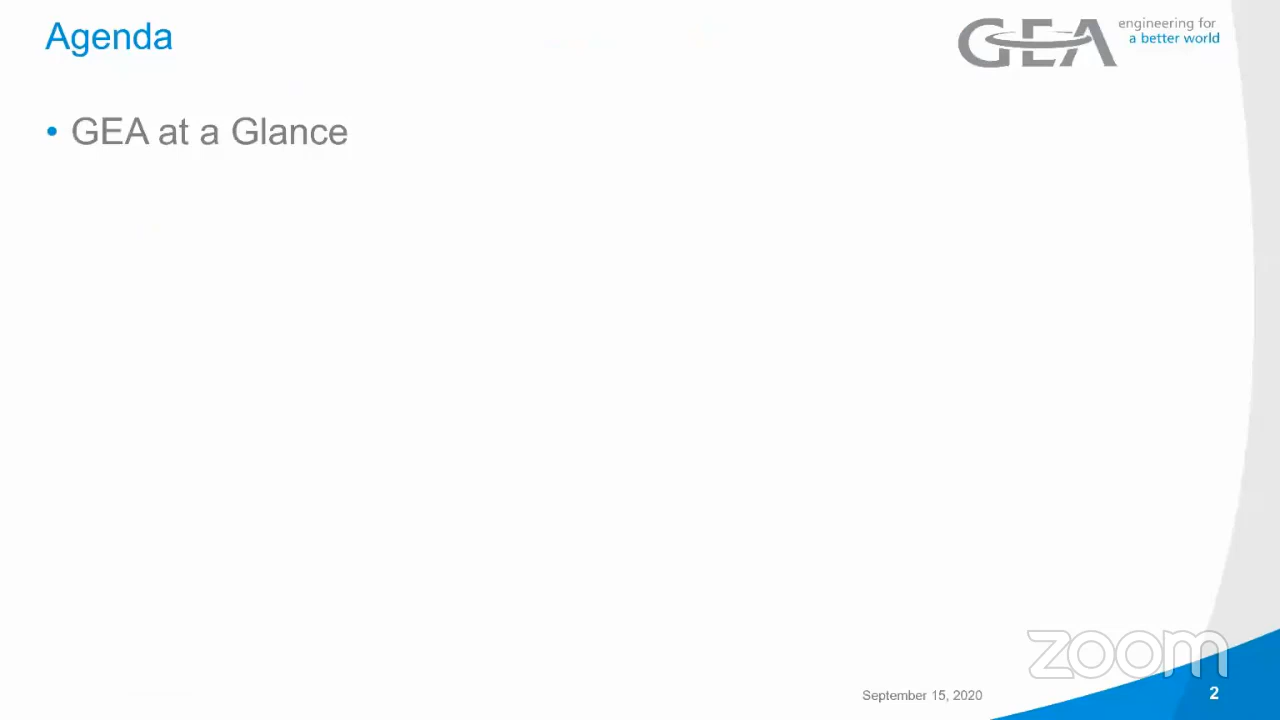 Agenda
GEA
engineering for
a better world
• GEA at a Glance
zoom
September 15, 2020
2